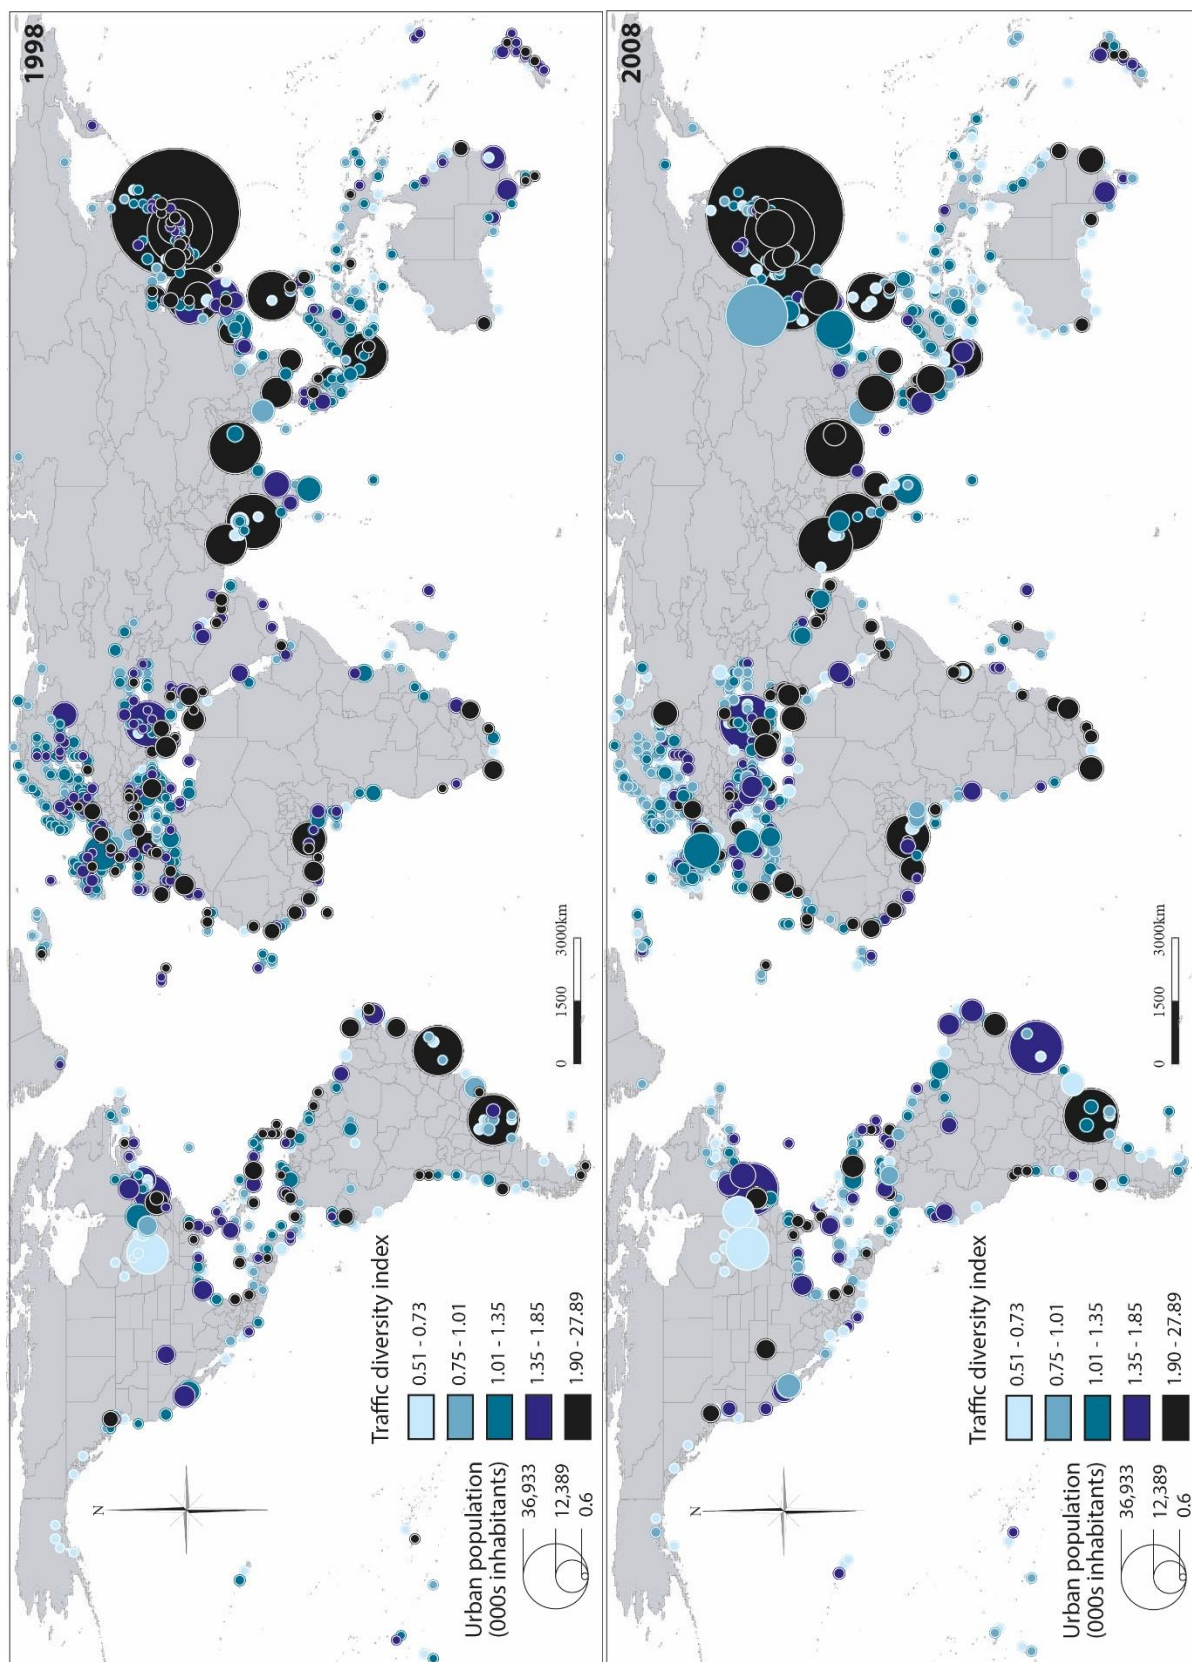 1998
N
Urban population
(000s inhabitants)
36,933
12,389
0.6
Traffic diversity index
0.51 - 0.73
0.75 - 1.01
1.01 - 1.35
1.35 - 1.85
1.90 - 27.89
0 1500 3000km
2008
N
Urban population
(000s inhabitants)
36,933
12,389
0.6
Traffic diversity index
0.51 - 0.73
0.75 - 1.01
1.01 - 1.35
1.35 - 1.85
1.90 - 27.89
0 1500 3000km